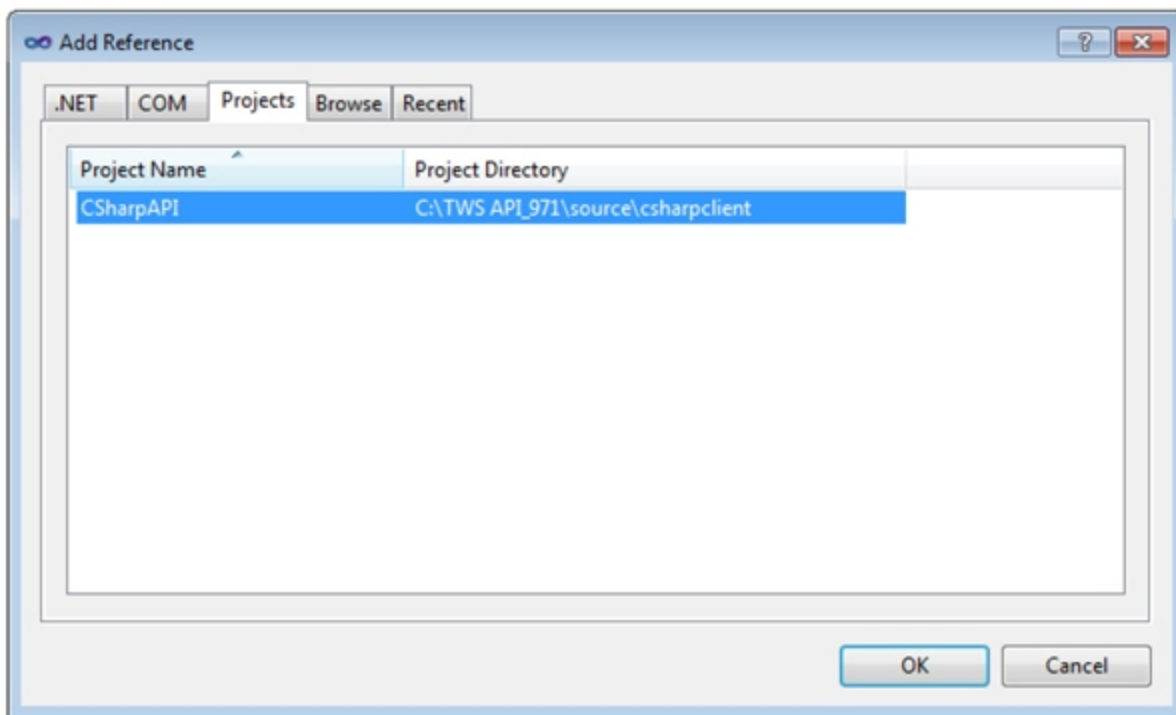 Add Reference
.NET COM Projects Browse Recent
Project Name Project Directory
CSharpAPI C:\TWS API_971\source\csharpclient
OK Cancel